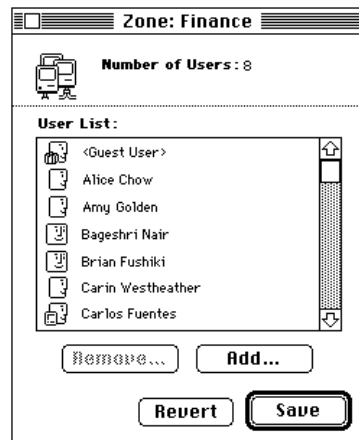 Zone: Finance
Number of Users: 8
User List:
<Guest User>
Alice Chow
Amy Golden
Bageshri Nair
Brian Fushiki
Carin Westheather
Carlos Fuentes
Remove... Add...
Revert Save